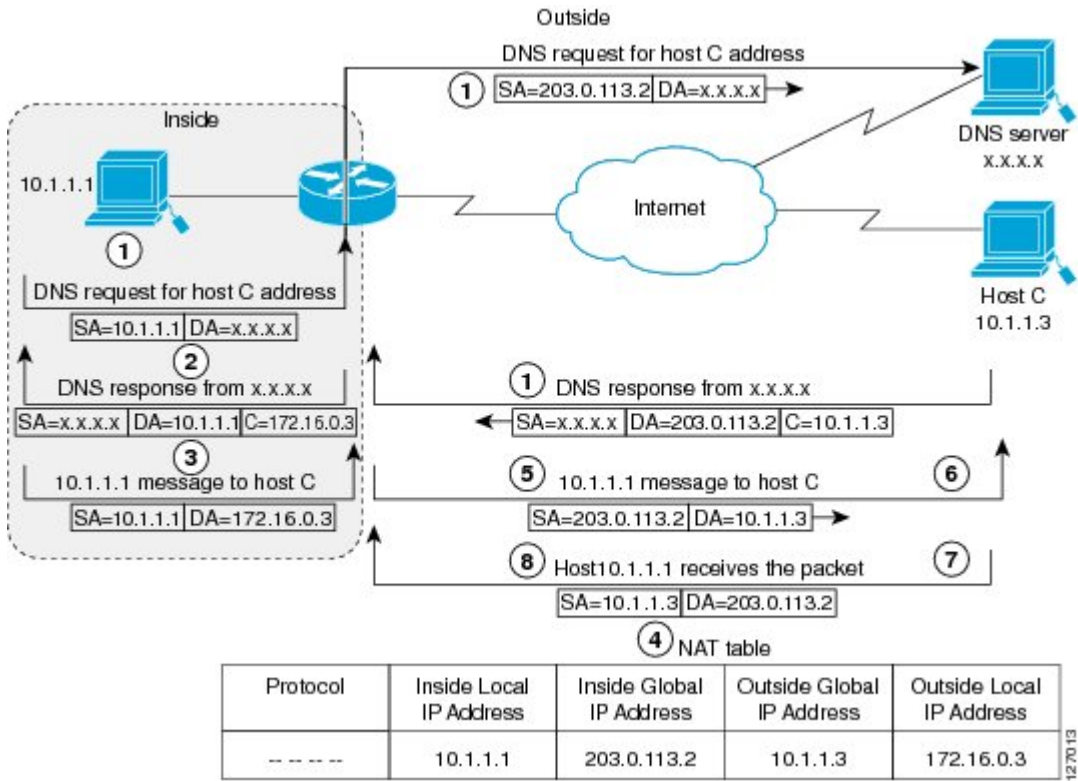 Outside
DNS request for host C address
1 SA=203.0.113.2 DA=x.x.x.x
Inside
DNS server
x.x.x.x
10.1.1.1
Internet
1
DNS request for host C address
SA=10.1.1.1 DA=x.x.x.x
Host C
10.1.1.3
2
DNS response from x.x.x.x
SA=x.x.x.x DA=10.1.1.1 C=172.16.0.3
1 DNS response from x.x.x.x
SA=x.x.x.x DA=203.0.113.2 C=10.1.1.3
3
10.1.1.1 message to host C
SA=10.1.1.1 DA=172.16.0.3
5 10.1.1.1 message to host C 6
SA=203.0.113.2 DA=10.1.1.3
8 Host10.1.1.1 receives the packet 7
SA=10.1.1.3 DA=203.0.113.2
4 NAT table
Protocol Inside Local IP Address Inside Global IP Address Outside Global IP Address Outside Local IP Address
-- -- -- -- 10.1.1.1 203.0.113.2 10.1.1.3 172.16.0.3
127013